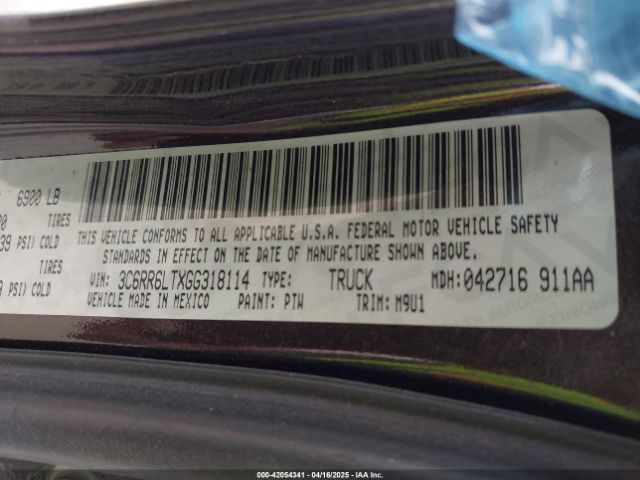 6900 LB
TIRES
39 PSI) COLD
TIRES
PSI) COLD
THIS VEHICLE CONFORMS TO ALL APPLICABLE U.S.A. FEDERAL MOTOR VEHICLE SAFETY
STANDARDS IN EFFECT ON THE DATE OF MANUFACTURE SHOWN ABOVE.
VIN: 3C6RR6LTXGG318114 TYPE: TRUCK MDH: 042716 911AA
VEHICLE MADE IN MEXICO PAINT: PTW TRIM: M9U1
000-42054341 - 04/16/2025 - IAA Inc.